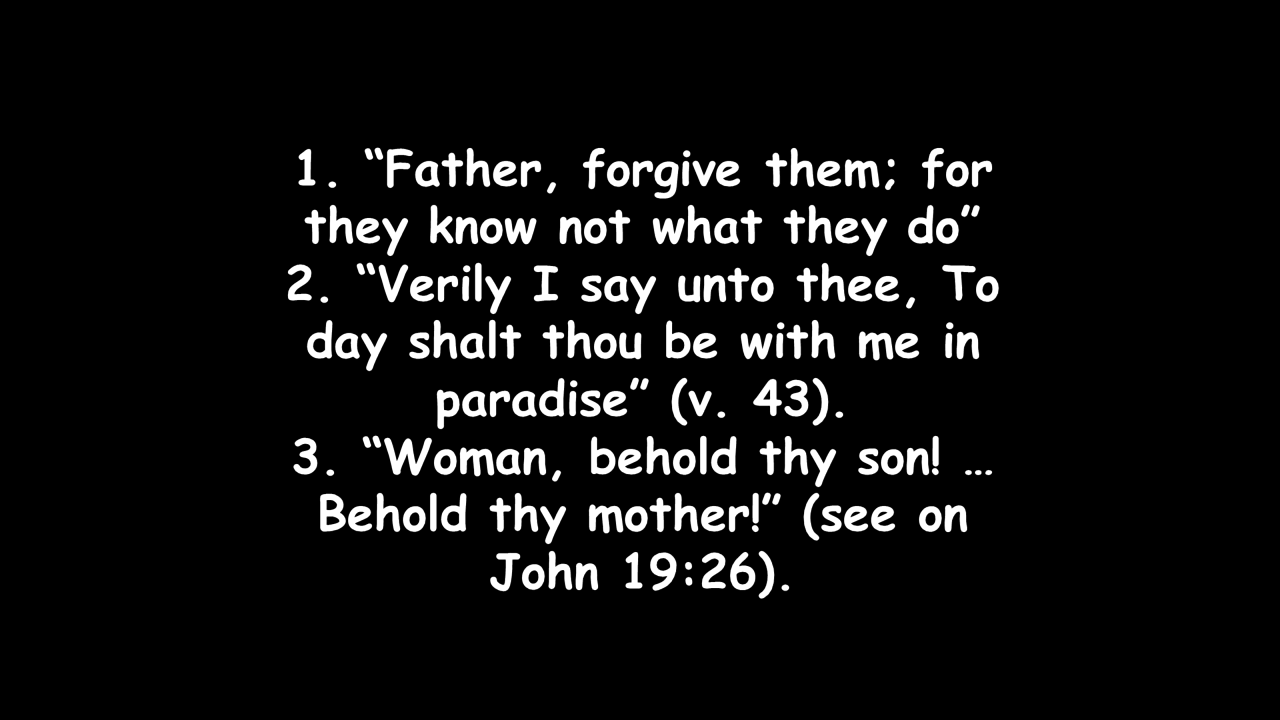 1. “Father, forgive them; for
they know not what they do”
2. “Verily I say unto thee, To
day shalt thou be with me in
paradise” (v. 43).
3. “Woman, behold thy son! …
Behold thy mother!” (see on
John 19:26).